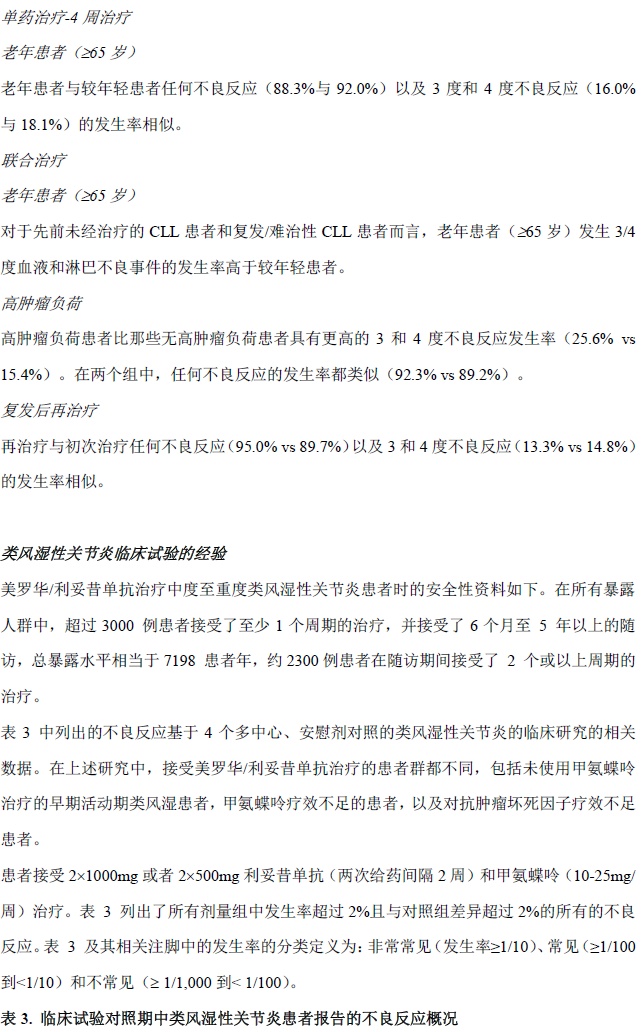 单药治疗-4 周治疗
老年患者（≥65 岁）
老年患者与较年轻患者任何不良反应（88.3%与 92.0%）以及 3 度和 4 度不良反应（16.0%
与 18.1%）的发生率相似。
联合治疗
老年患者（≥65 岁）
对于先前未经治疗的 CLL 患者和复发/难治性 CLL 患者而言，老年患者（≥65 岁）发生 3/4
度血液和淋巴不良事件的发生率高于较年轻患者。
高肿瘤负荷
高肿瘤负荷患者比那些无高肿瘤负荷患者具有更高的 3 和 4 度不良反应发生率（25.6% vs
15.4%）。在两个组中，任何不良反应的发生率都类似（92.3% vs 89.2%）。
复发后再治疗
再治疗与初次治疗任何不良反应（95.0% vs 89.7%）以及 3 和 4 度不良反应（13.3% vs 14.8%）
的发生率相似。
类风湿性关节炎临床试验的经验
美罗华/利妥昔单抗治疗中度至重度类风湿性关节炎患者时的安全性资料如下。在所有暴露
人群中，超过 3000 例患者接受了至少 1 个周期的治疗，并接受了 6 个月至 5 年以上的随
访，总暴露水平相当于 7198 患者年，约 2300 例患者在随访期间接受了 2 个或以上周期的
治疗。
表 3 中列出的不良反应基于 4 个多中心、安慰剂对照的类风湿性关节炎的临床研究的相关
数据。在上述研究中，接受美罗华/利妥昔单抗治疗的患者群都不同，包括未使用甲氨蝶呤
治疗的早期活动期类风湿患者，甲氨蝶呤疗效不足的患者，以及对抗肿瘤坏死因子疗效不足
患者。
患者接受 2×1000mg 或者 2×500mg 利妥昔单抗（两次给药间隔 2 周）和甲氨蝶呤（10-25mg/
周）治疗。表 3 列出了所有剂量组中发生率超过 2%且与对照组差异超过 2%的所有的不良
反应。表 3 及其相关注脚中的发生率的分类定义为：非常常见（发生率≥1/10）、常见（≥1/100
到<1/10）和不常见（≥ 1/1,000 到< 1/100）。
表 3. 临床试验对照期中类风湿性关节炎患者报告的不良反应概况